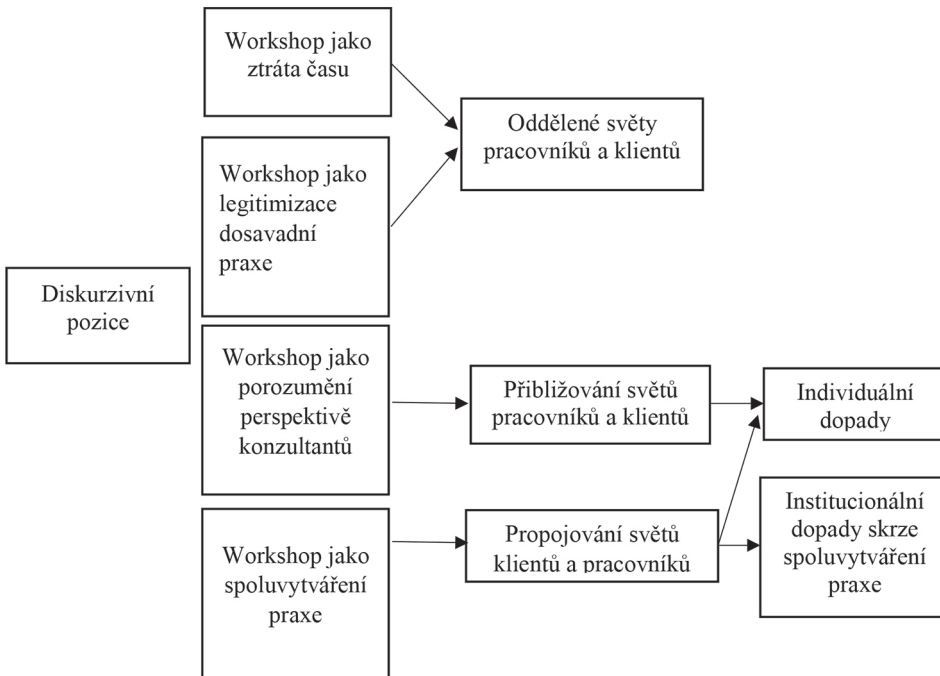 Workshop jako
ztráta času
Oddělené světy
pracovníků a klientů
Workshop jako
legitimizace
dosavadní
praxe
Diskurzivní
pozice
Workshop jako
porozumění
perspektivě
konzultantů
Přibližování světů
pracovníků a klientů
Individuální
dopady
Workshop jako
spoluvytváření
praxe
Propojování světů
klientů a pracovníků
Institucionální
dopady skrze
spoluvytváření
praxe